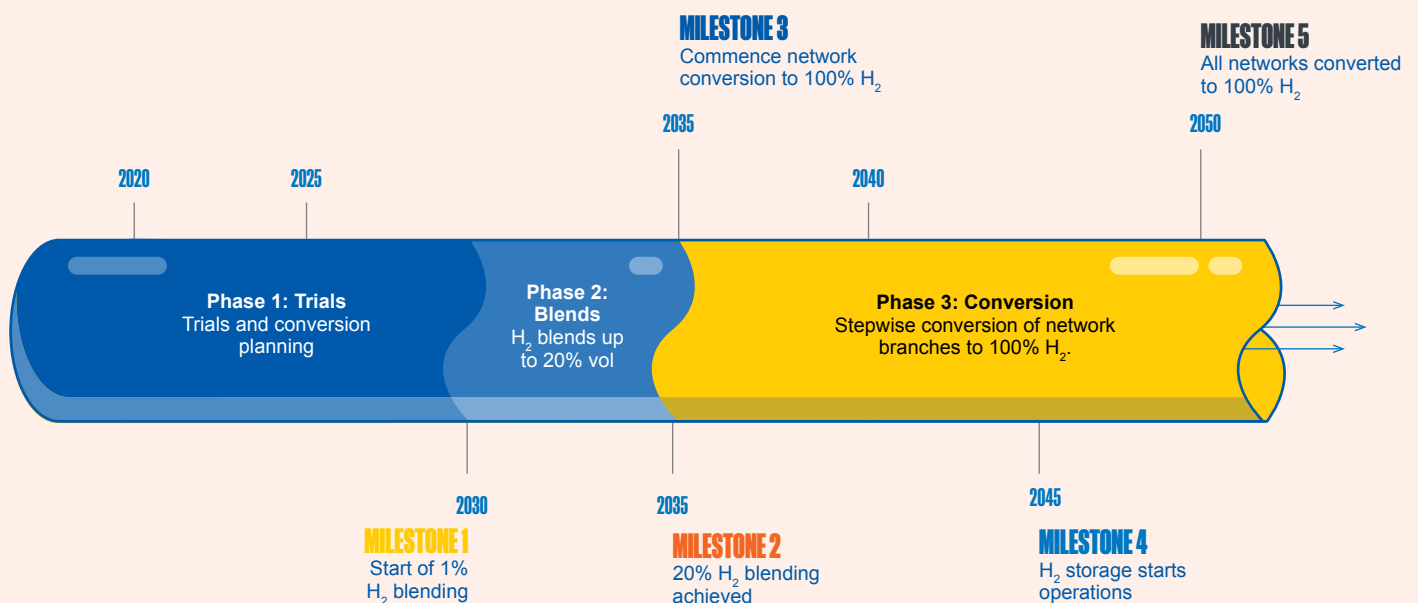 MILESTONE 3
Commence network
conversion to 100% H₂
MILESTONE 5
All networks converted
to 100% H₂
2035
2050
2020
2025
2040
Phase 1: Trials
Trials and conversion
planning
Phase 2:
Blends
H₂ blends up
to 20% vol
Phase 3: Conversion
Stepwise conversion of network
branches to 100% H₂.
2030
MILESTONE 1
Start of 1%
H₂ blending
2035
MILESTONE 2
20% H₂ blending
achieved
2045
MILESTONE 4
H₂ storage starts
operations